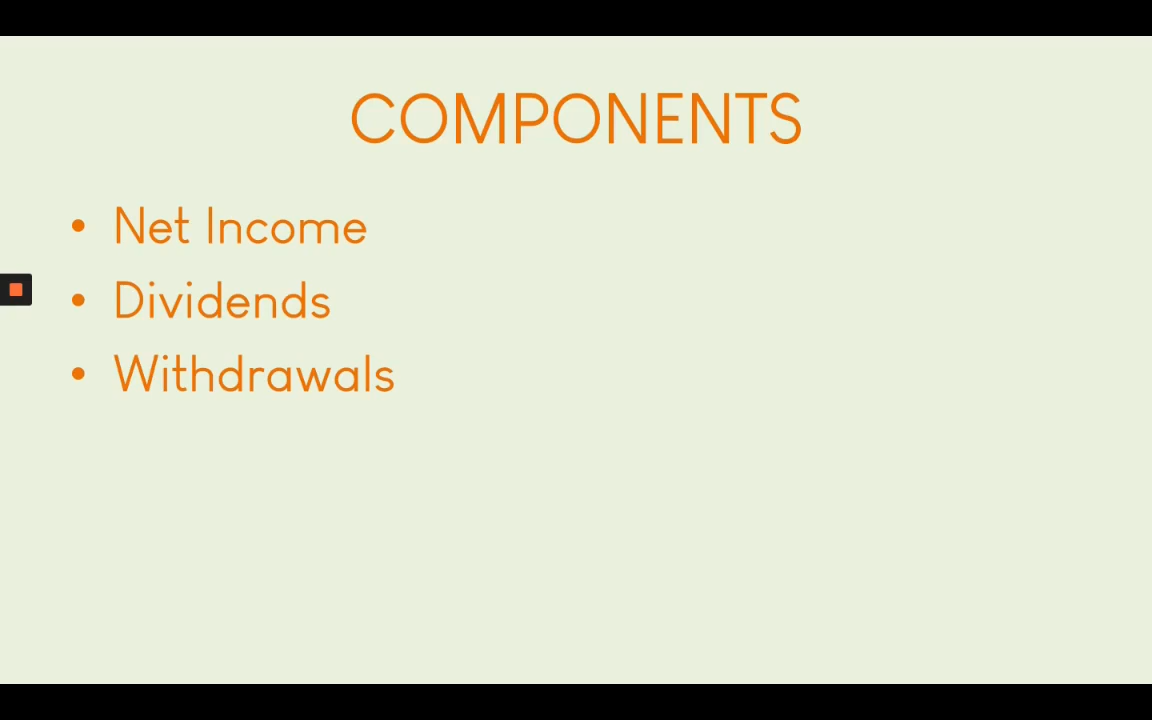 COMPONENTS
• Net Income
• Dividends
• Withdrawals